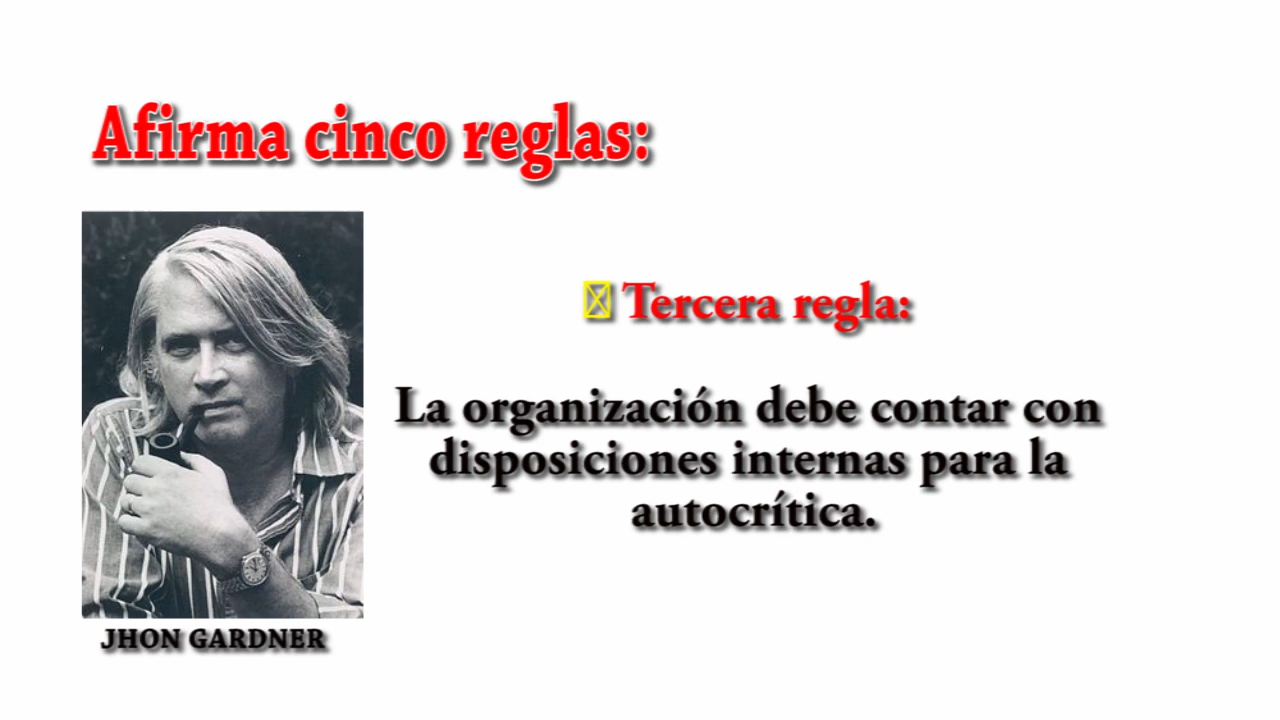 Afirma cinco reglas:
Tercera regla:
La organización debe contar con
disposiciones internas para la
autocrítica.
JHON GARDNER